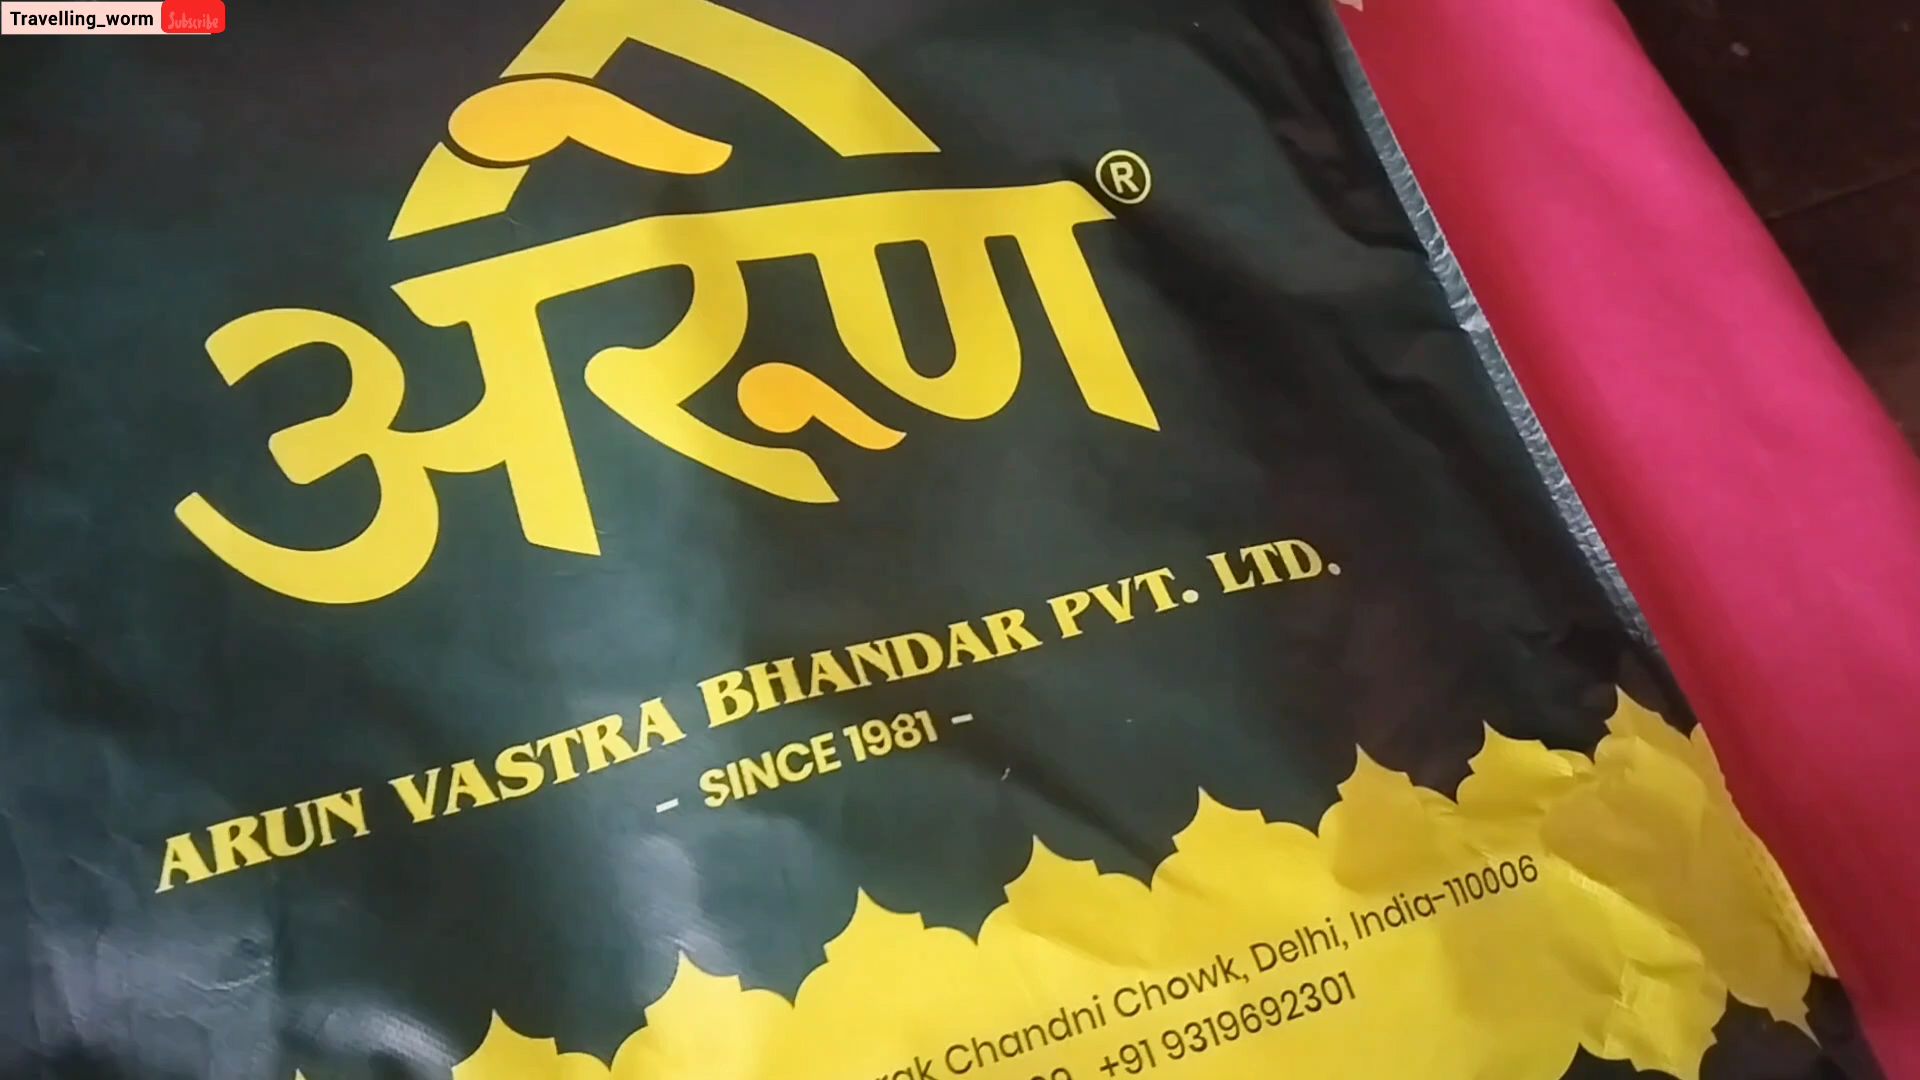 Travelling_worm Subscribe
अरुण ®
ARUN VASTRA BHANDAR PVT. LTD.
- SINCE 1981 -
Chandni Chowk, Delhi, India-110006
+91 9319692301